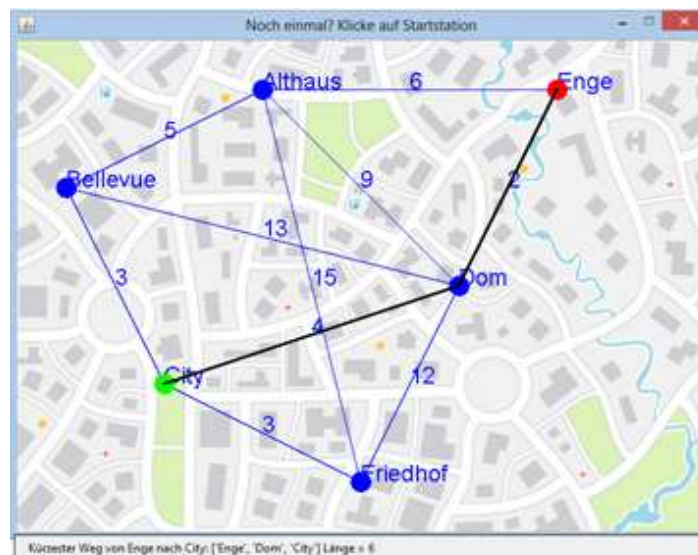 Noch einmal? Klicke auf Startstation
Althaus
6
Enge
5
Bellevue
9
2
13
3
15
Dom
4
City
12
3
Friedhof
Kürzester Weg von Enge nach City: ['Enge', 'Dom', 'City'] Länge = 6